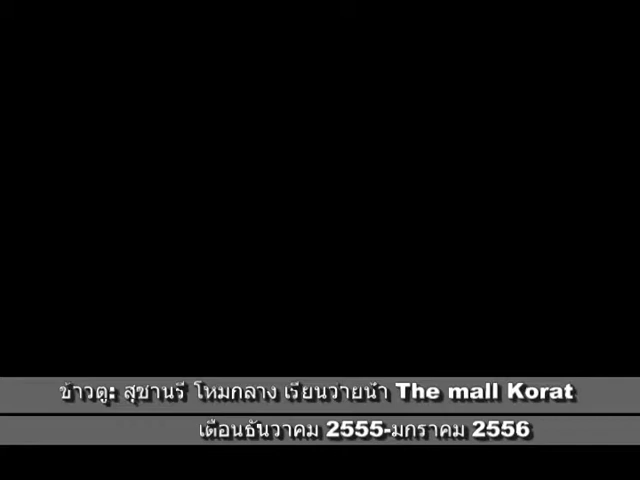 ข้าวตู: สุชานรี โหมกลาง เรียนว่ายน้ำ The mall Korat
เดือนธันวาคม 2555-มกราคม 2556